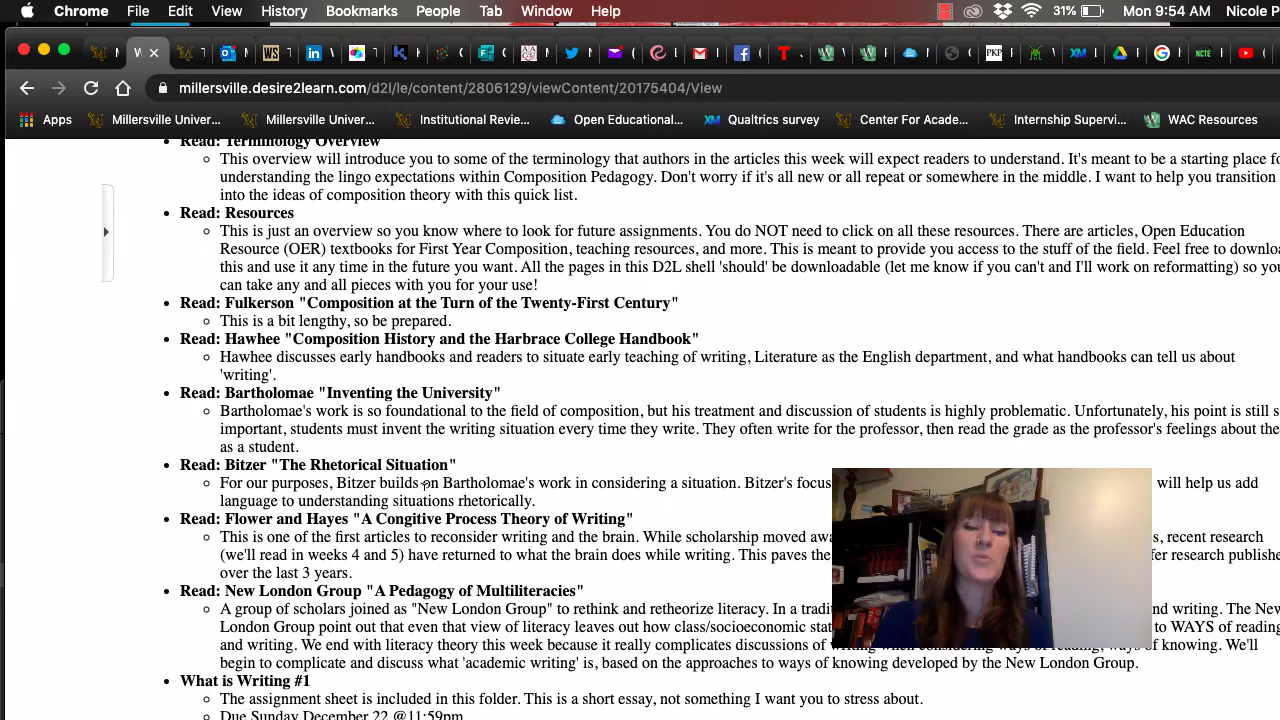 Chrome File Edit View History Bookmarks People Tab Window Help 31% Mon 9:54 AM Nicole P
millersville.desire2learn.com/d2l/le/content/2806129/viewContent/20175404/View
Apps Millersville Univer... Millersville Univer... Institutional Revie... Open Educational... Qualtrics survey Center For Acade... Internship Supervi... WAC Resources
Read: Terminology Overview
This overview will introduce you to some of the terminology that authors in the articles this week will expect readers to understand. It's meant to be a starting place fo
understanding the lingo expectations within Composition Pedagogy. Don't worry if it's all new or all repeat or somewhere in the middle. I want to help you transition
into the ideas of composition theory with this quick list.
Read: Resources
This is just an overview so you know where to look for future assignments. You do NOT need to click on all these resources. There are articles, Open Education
Resource (OER) textbooks for First Year Composition, teaching resources, and more. This is meant to provide you access to the stuff of the field. Feel free to downloa
this and use it any time in the future you want. All the pages in this D2L shell 'should' be downloadable (let me know if you can't and I'll work on reformatting) so you
can take any and all pieces with you for your use!
Read: Fulkerson "Composition at the Turn of the Twenty-First Century"
This is a bit lengthy, so be prepared.
Read: Hawhee "Composition History and the Harbrace College Handbook"
Hawhee discusses early handbooks and readers to situate early teaching of writing, Literature as the English department, and what handbooks can tell us about
'writing'.
Read: Bartholomae "Inventing the University"
Bartholomae's work is so foundational to the field of composition, but his treatment and discussion of students is highly problematic. Unfortunately, his point is still s
important, students must invent the writing situation every time they write. They often write for the professor, then read the grade as the professor's feelings about the
as a student.
Read: Bitzer "The Rhetorical Situation"
For our purposes, Bitzer builds on Bartholomae's work in considering a situation. Bitzer's focus will help us add
language to understanding situations rhetorically.
Read: Flower and Hayes "A Congitive Process Theory of Writing"
This is one of the first articles to reconsider writing and the brain. While scholarship moved awa s, recent research
(we'll read in weeks 4 and 5) have returned to what the brain does while writing. This paves the fer research publishe
over the last 3 years.
Read: New London Group "A Pedagogy of Multiliteracies"
A group of scholars joined as "New London Group" to rethink and retheorize literacy. In a tradi nd writing. The New
London Group point out that even that view of literacy leaves out how class/socioeconomic stat to WAYS of reading
and writing. We end with literacy theory this week because it really complicates discussions of writing when considering ways of reading, ways of knowing. We'll
begin to complicate and discuss what 'academic writing' is, based on the approaches to ways of knowing developed by the New London Group.
What is Writing #1
The assignment sheet is included in this folder. This is a short essay, not something I want you to stress about.
Due Sunday December 22 @11:59pm